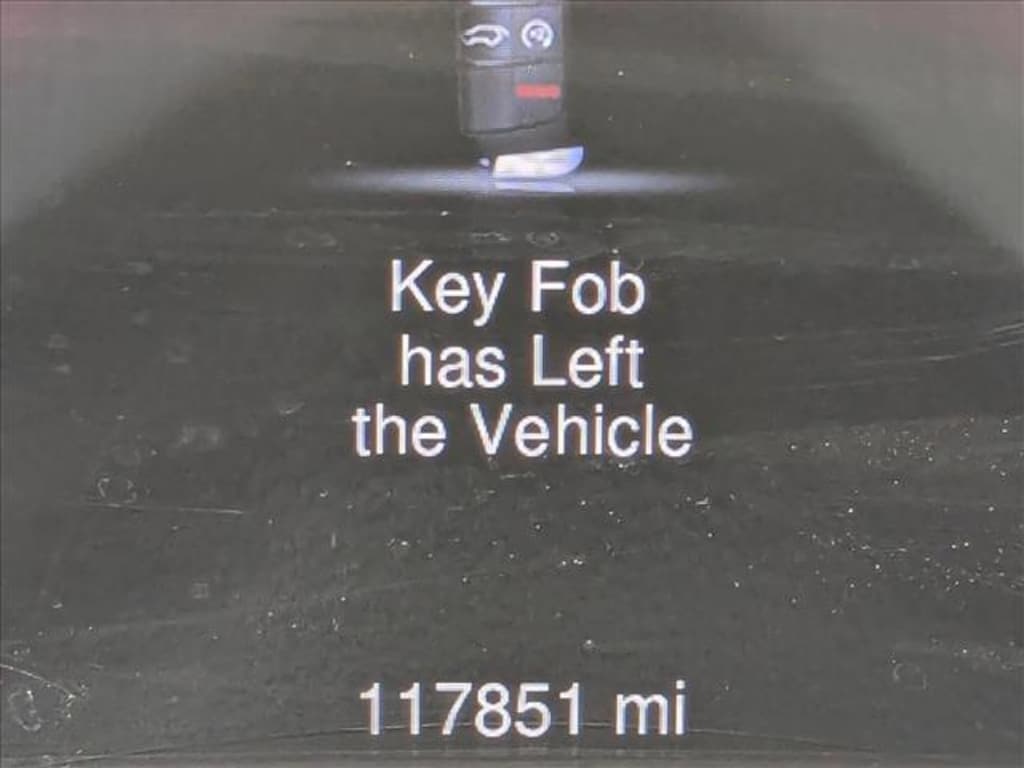 Key Fob
has Left
the Vehicle
117851 mi